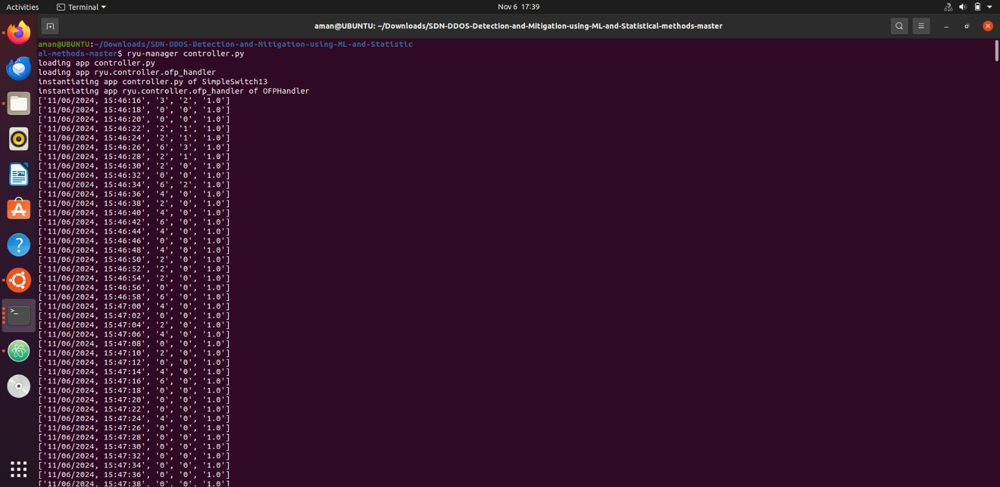 Activities
Terminal
Nov 6 17:39
aman@UBUNTU: ~/Downloads/SDN-DDOS-Detection-and-Mitigation-using-ML-and-Statistical-methods-master
aman@UBUNTU:~/Downloads/SDN-DDOS-Detection-and-Mitigation-using-ML-and-Statistic
al-methods-master$ ryu-manager controller.py
loading app controller.py
loading app ryu.controller.ofp_handler
instantiating app controller.py of SimpleSwitch13
instantiating app ryu.controller.ofp_handler of OFPHandler
['11/06/2024, 15:46:16', '3', '2', '1.0']
['11/06/2024, 15:46:18', '0', '0', '1.0']
['11/06/2024, 15:46:20', '0', '0', '1.0']
['11/06/2024, 15:46:22', '2', '1', '1.0']
['11/06/2024, 15:46:24', '2', '1', '1.0']
['11/06/2024, 15:46:26', '6', '3', '1.0']
['11/06/2024, 15:46:28', '2', '1', '1.0']
['11/06/2024, 15:46:30', '2', '0', '1.0']
['11/06/2024, 15:46:32', '0', '0', '1.0']
['11/06/2024, 15:46:34', '6', '2', '1.0']
['11/06/2024, 15:46:36', '4', '0', '1.0']
['11/06/2024, 15:46:38', '2', '0', '1.0']
['11/06/2024, 15:46:40', '4', '0', '1.0']
['11/06/2024, 15:46:42', '6', '0', '1.0']
['11/06/2024, 15:46:44', '4', '0', '1.0']
['11/06/2024, 15:46:46', '0', '0', '1.0']
['11/06/2024, 15:46:48', '4', '0', '1.0']
['11/06/2024, 15:46:50', '2', '0', '1.0']
['11/06/2024, 15:46:52', '2', '0', '1.0']
['11/06/2024, 15:46:54', '2', '0', '1.0']
['11/06/2024, 15:46:56', '0', '0', '1.0']
['11/06/2024, 15:46:58', '6', '0', '1.0']
['11/06/2024, 15:47:00', '4', '0', '1.0']
['11/06/2024, 15:47:02', '0', '0', '1.0']
['11/06/2024, 15:47:04', '2', '0', '1.0']
['11/06/2024, 15:47:06', '4', '0', '1.0']
['11/06/2024, 15:47:08', '0', '0', '1.0']
['11/06/2024, 15:47:10', '2', '0', '1.0']
['11/06/2024, 15:47:12', '0', '0', '1.0']
['11/06/2024, 15:47:14', '4', '0', '1.0']
['11/06/2024, 15:47:16', '6', '0', '1.0']
['11/06/2024, 15:47:18', '0', '0', '1.0']
['11/06/2024, 15:47:20', '0', '0', '1.0']
['11/06/2024, 15:47:22', '0', '0', '1.0']
['11/06/2024, 15:47:24', '4', '0', '1.0']
['11/06/2024, 15:47:26', '0', '0', '1.0']
['11/06/2024, 15:47:28', '0', '0', '1.0']
['11/06/2024, 15:47:30', '0', '0', '1.0']
['11/06/2024, 15:47:32', '0', '0', '1.0']
['11/06/2024, 15:47:34', '0', '0', '1.0']
['11/06/2024, 15:47:36', '0', '0', '1.0']
['11/06/2024, 15:47:38', '0', '0', '1.0']